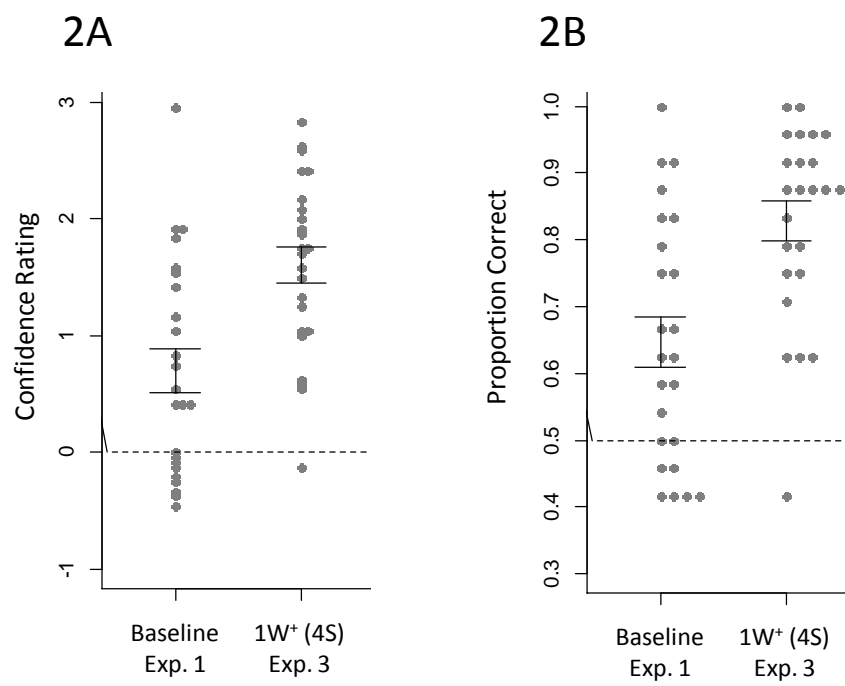 2A
3
2
1
0
-1
Confidence Rating
Baseline
Exp. 1
1W⁺ (4S)
Exp. 3
2B
1.0
0.9
0.8
0.7
0.6
0.5
0.4
0.3
Proportion Correct
Baseline
Exp. 1
1W⁺ (4S)
Exp. 3